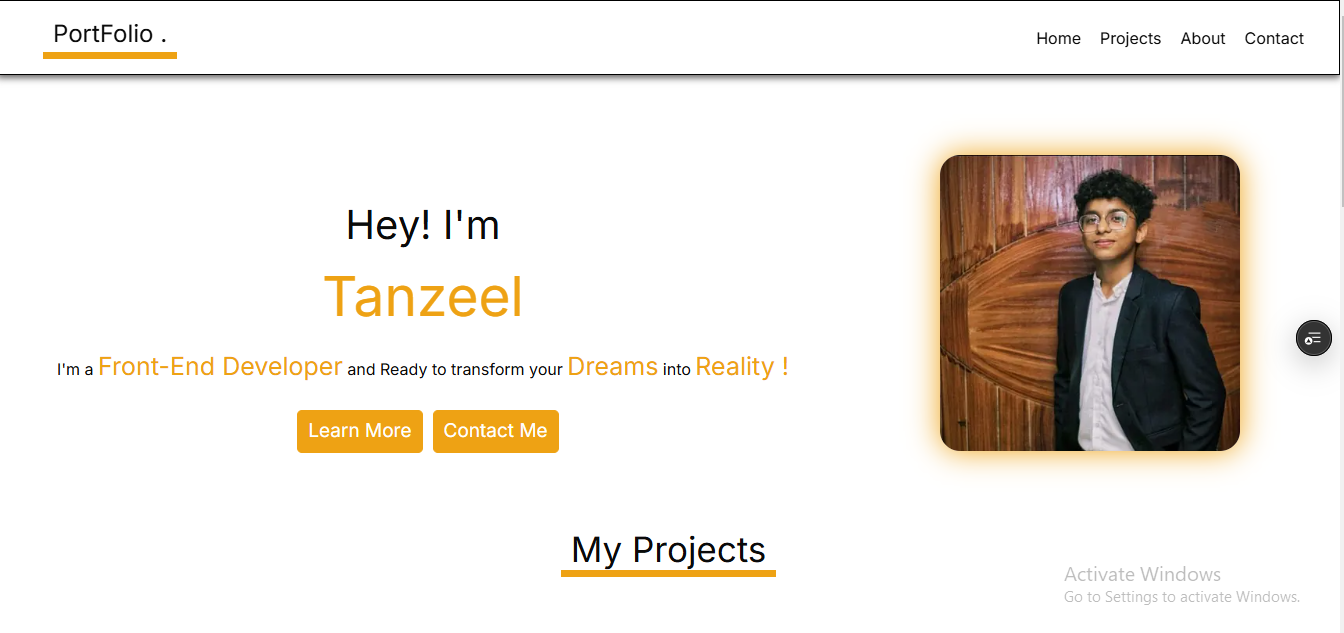 PortFolio .
Home Projects About Contact
Hey! I'm
Tanzeel
I'm a Front-End Developer and Ready to transform your Dreams into Reality !
Learn More Contact Me
My Projects
Activate Windows
Go to Settings to activate Windows.